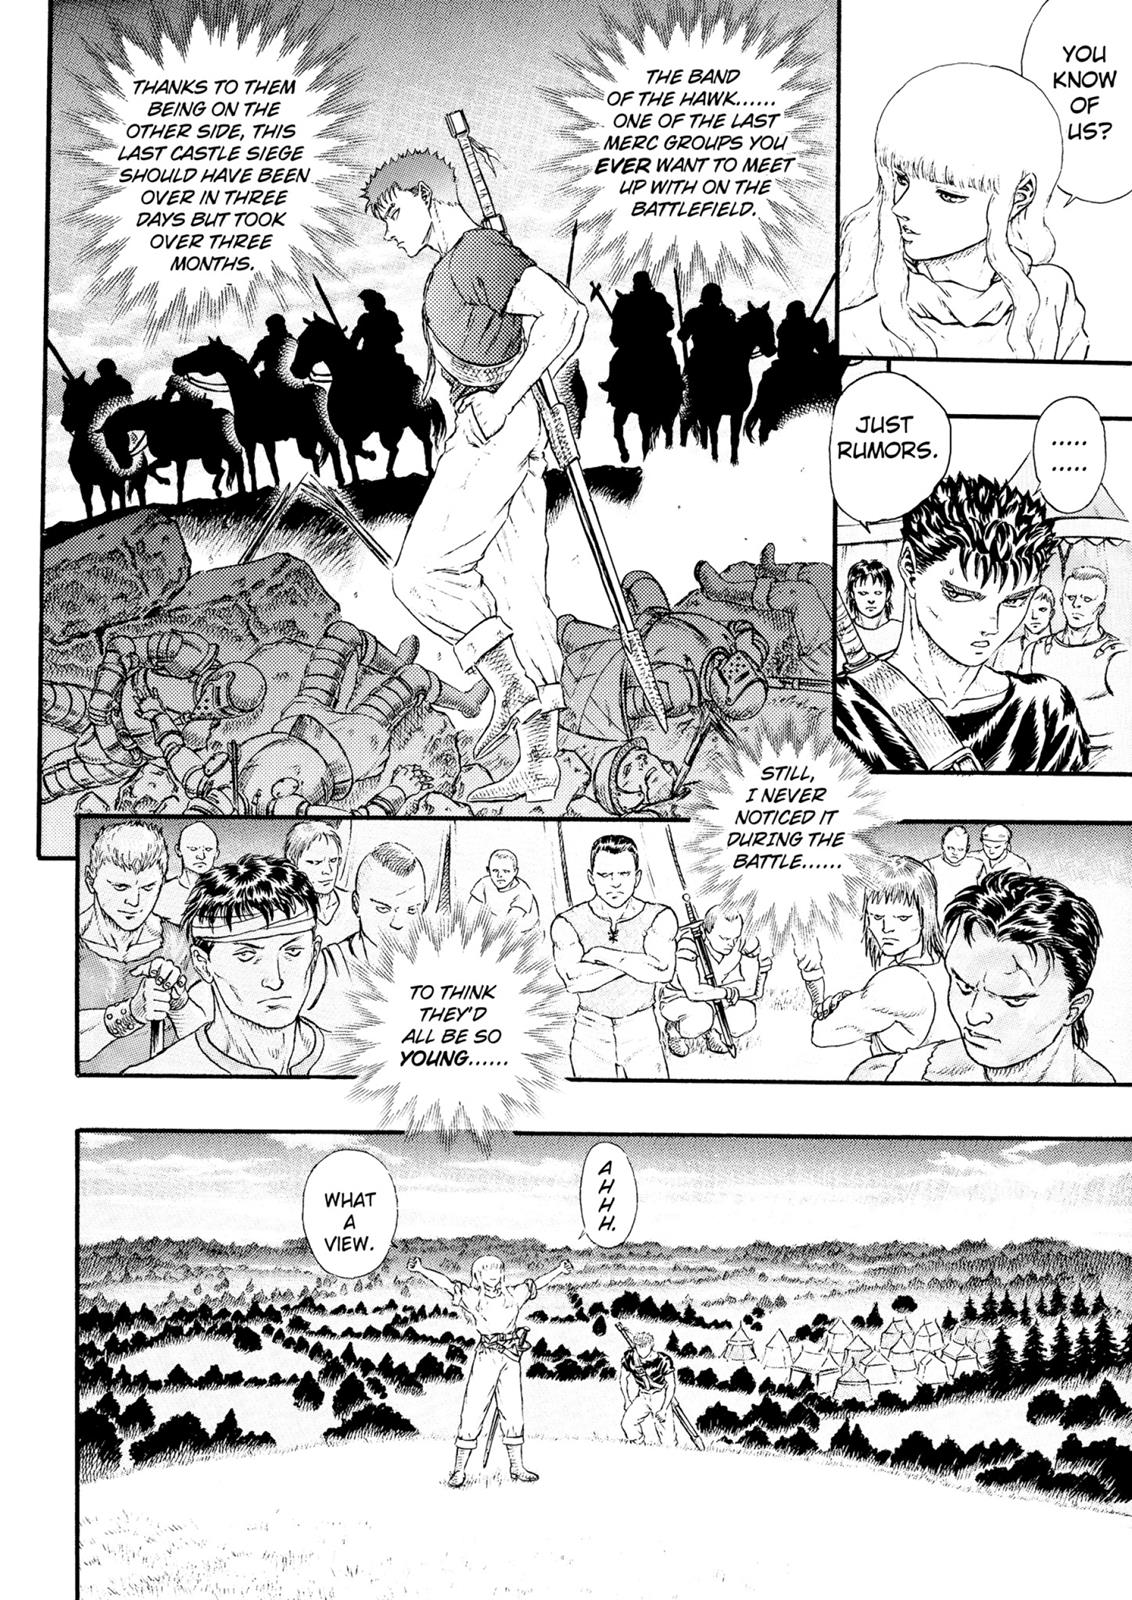 YOU
KNOW
OF
US?
.....
.....
JUST
RUMORS.
THE BAND
OF THE HAWK......
ONE OF THE LAST
MERC GROUPS YOU
EVER WANT TO MEET
UP WITH ON THE
BATTLEFIELD.
THANKS TO THEM
BEING ON THE
OTHER SIDE, THIS
LAST CASTLE SIEGE
SHOULD HAVE BEEN
OVER IN THREE
DAYS BUT TOOK
OVER THREE
MONTHS.
STILL,
I NEVER
NOTICED IT
DURING THE
BATTLE......
TO THINK
THEY'D
ALL BE SO
YOUNG......
AHHH.
WHAT
A
VIEW.